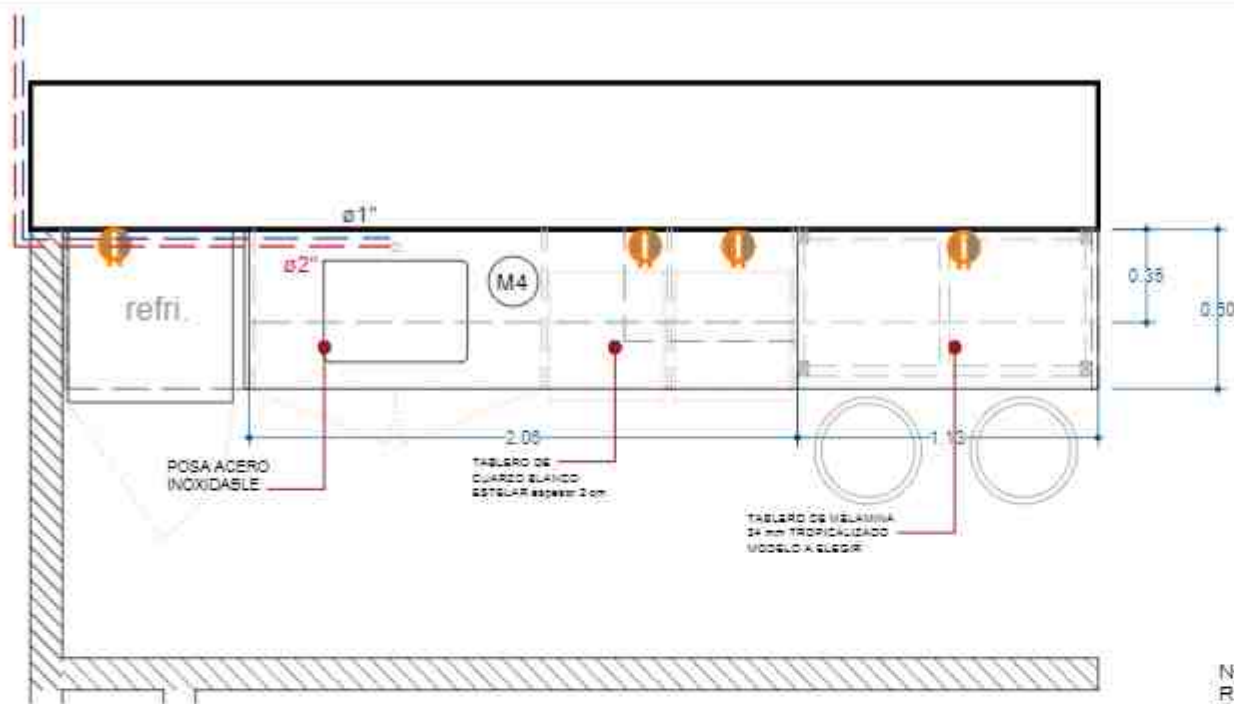 ø1"
ø2"
refri.
M4
0.35
0.60
2.06
1.13
POSA ACERO
INOXIDABLE
TABLERO DE
CUARZO BLANCO
ESTELAR espesor 2 cm
TABLERO DE MELAMINA
24 mm TROPICALIZADO
MODELO A ELEGIR
N
R